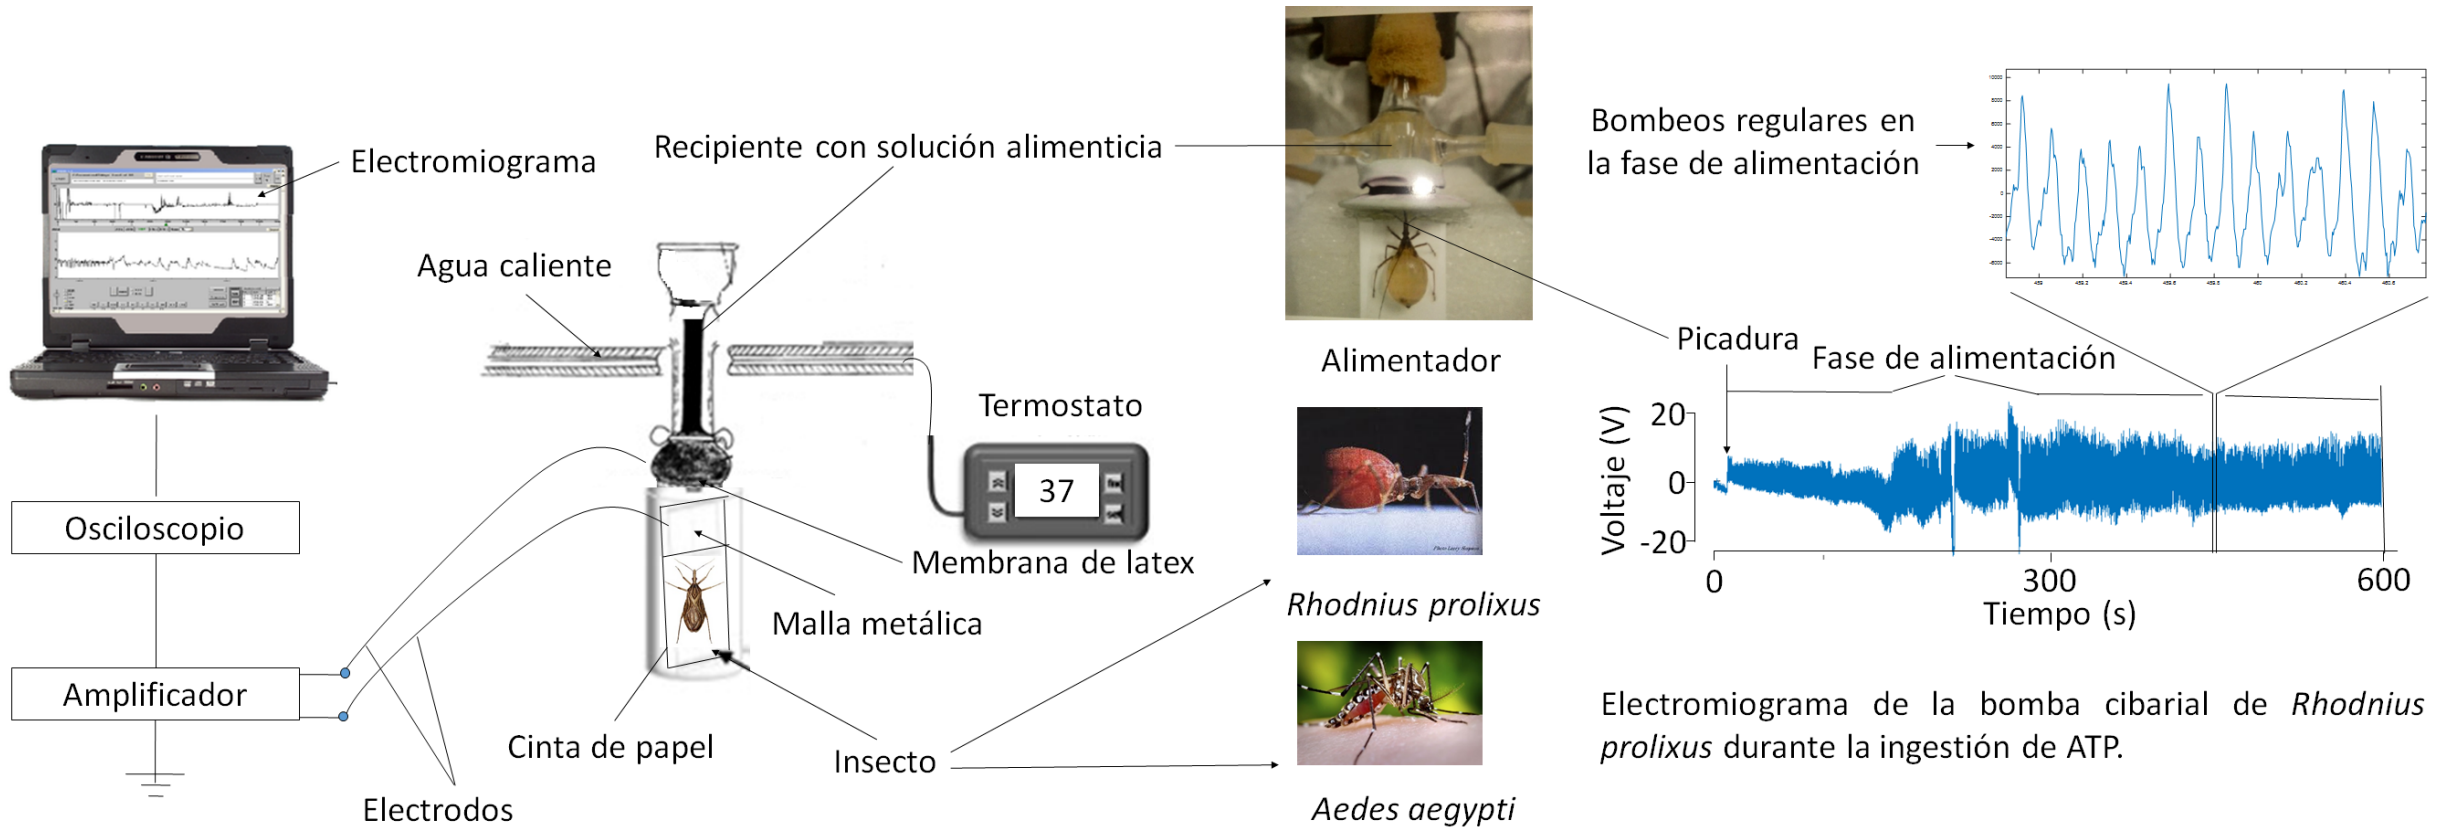 Electromiograma
Recipiente con solución alimenticia
Agua caliente
Termostato
37
Membrana de latex
Malla metálica
Osciloscopio
Amplificador
Cinta de papel
Insecto
Electrodos
Alimentador
Rhodnius prolixus
Aedes aegypti
Bombeos regulares en
la fase de alimentación
Picadura
Fase de alimentación
Voltaje (V)
20
0
-20
0
300
600
Tiempo (s)
Electromiograma de la bomba cibarial de Rhodnius
prolixus durante la ingestión de ATP.